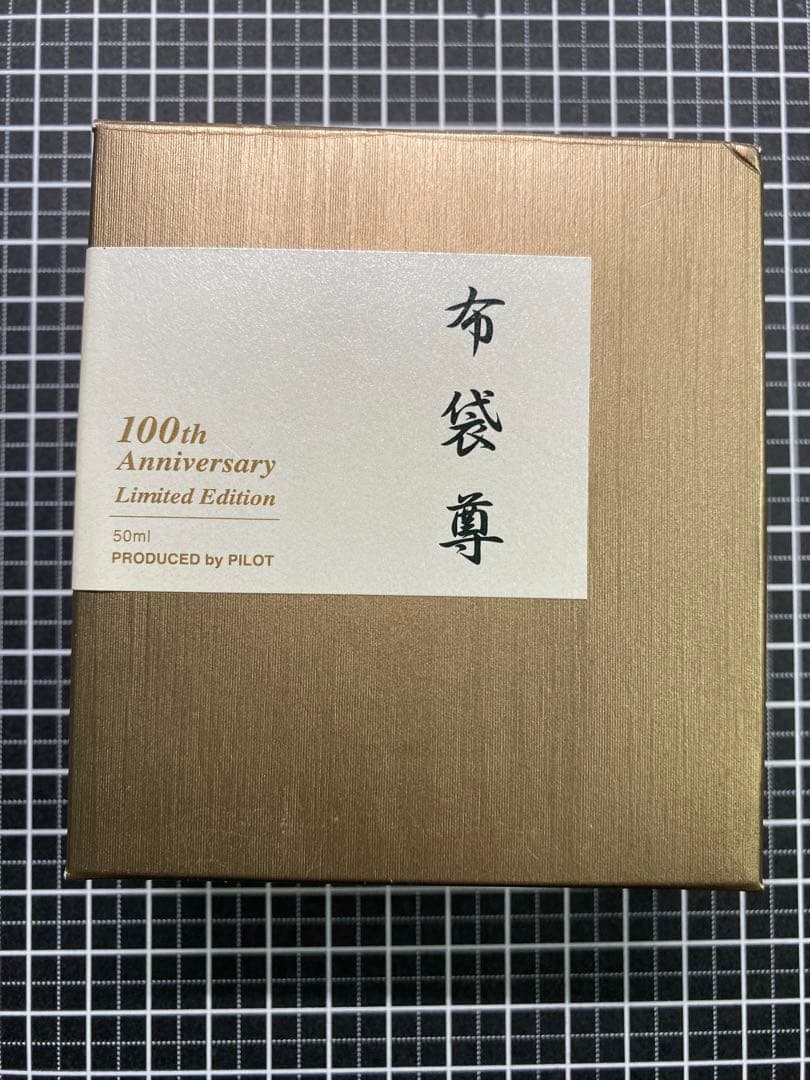 布袋尊
100th
Anniversary
Limited Edition
50ml
PRODUCED by PILOT